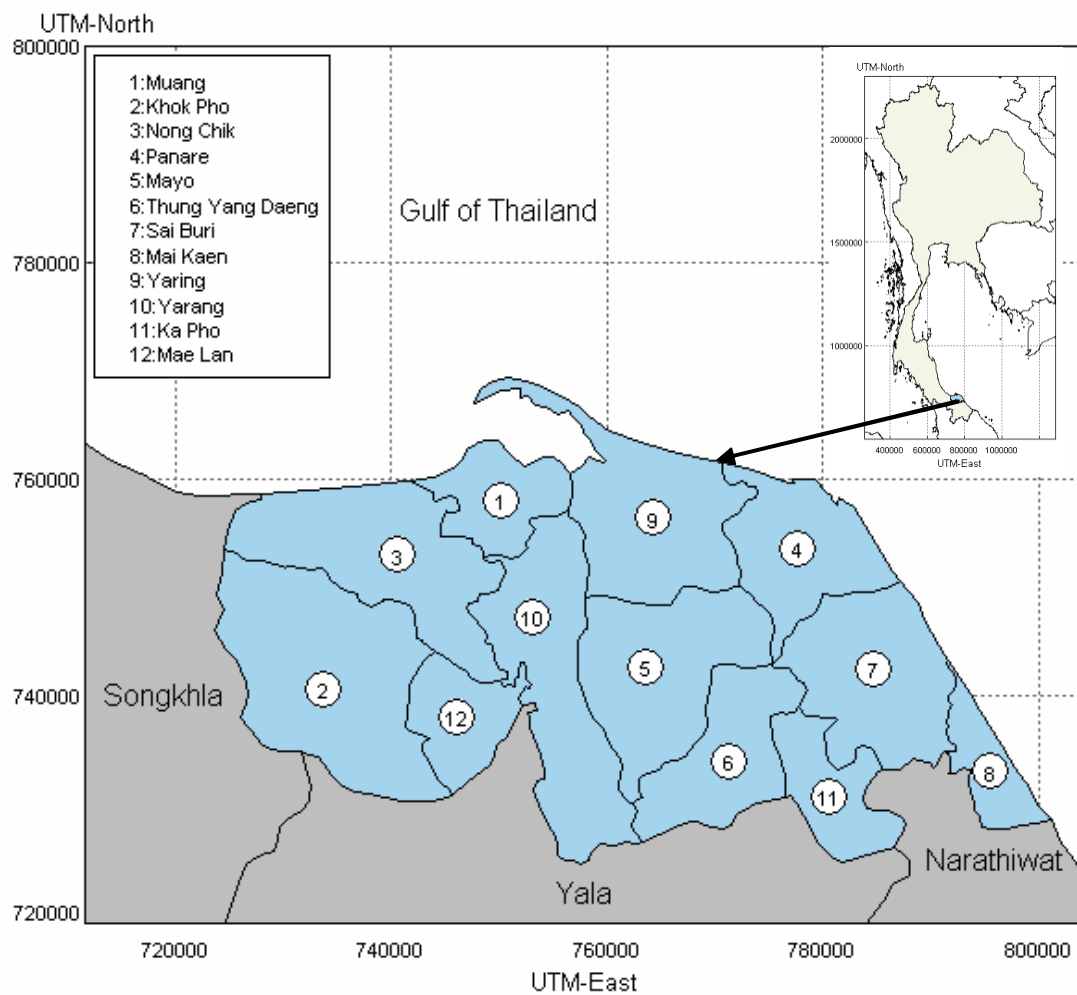 UTM-North
800000
780000
760000
740000
720000
1:Muang
2:Khok Pho
3:Nong Chik
4:Panare
5:Mayo
6:Thung Yang Daeng
7:Sai Buri
8:Mai Kaen
9:Yaring
10:Yarang
11:Ka Pho
12:Mae Lan
Gulf of Thailand
UTM-North
2000000
1500000
1000000
400000 600000 800000 1000000
UTM-East
1
9
3
4
10
5
7
2
12
6
8
11
Songkhla
Yala
Narathiwat
720000 740000 760000 780000 800000
UTM-East